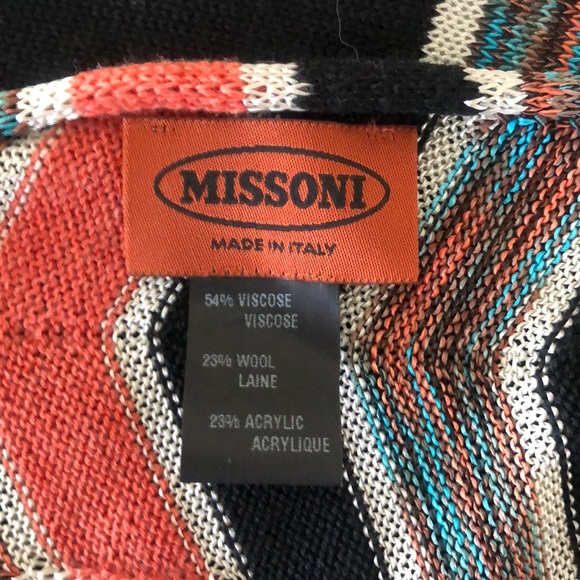 MISSONI
MADE IN ITALY
54% VISCOSE
VISCOSE
23% WOOL
LAINE
23% ACRYLIC
ACRYLIQUE